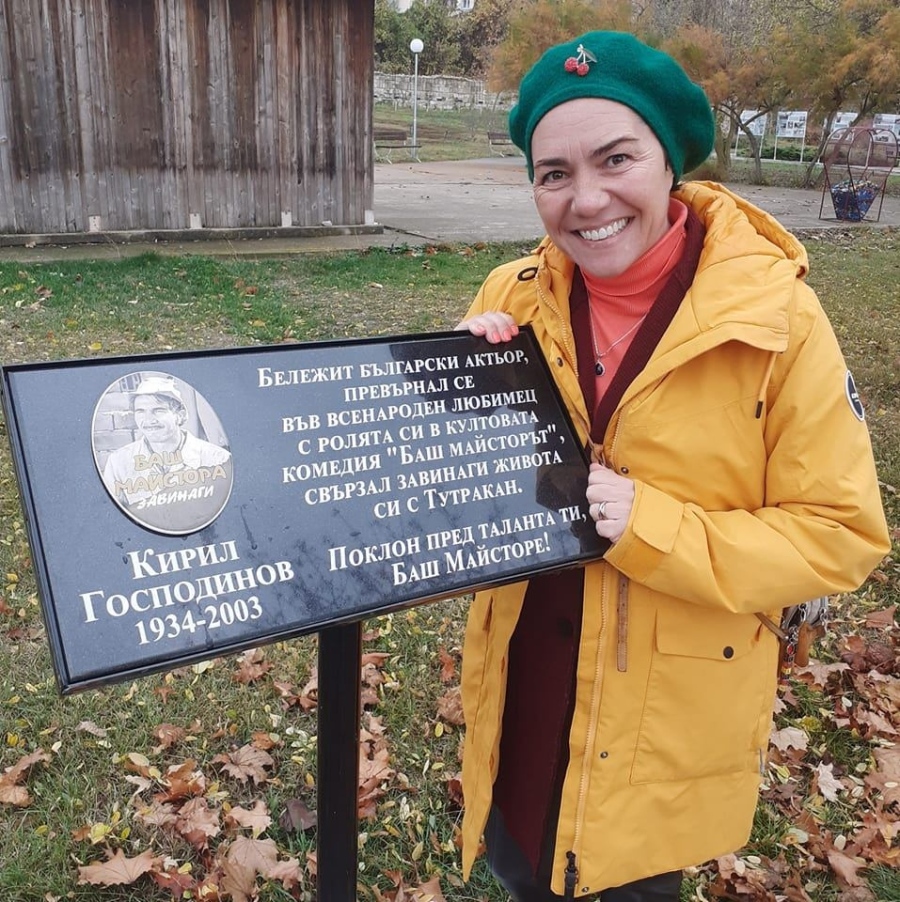 БАШ
МАЙСТОРА
ЗАВИНАГИ
Кирил
Господинов
1934-2003
Бележит български актьор,
превърнал се
във всенароден любимец
с ролята си в култовата
комедия "Баш майсторът",
свързал завинаги живота
си с Тутракан.
Поклон пред таланта ти,
Баш Майсторе!